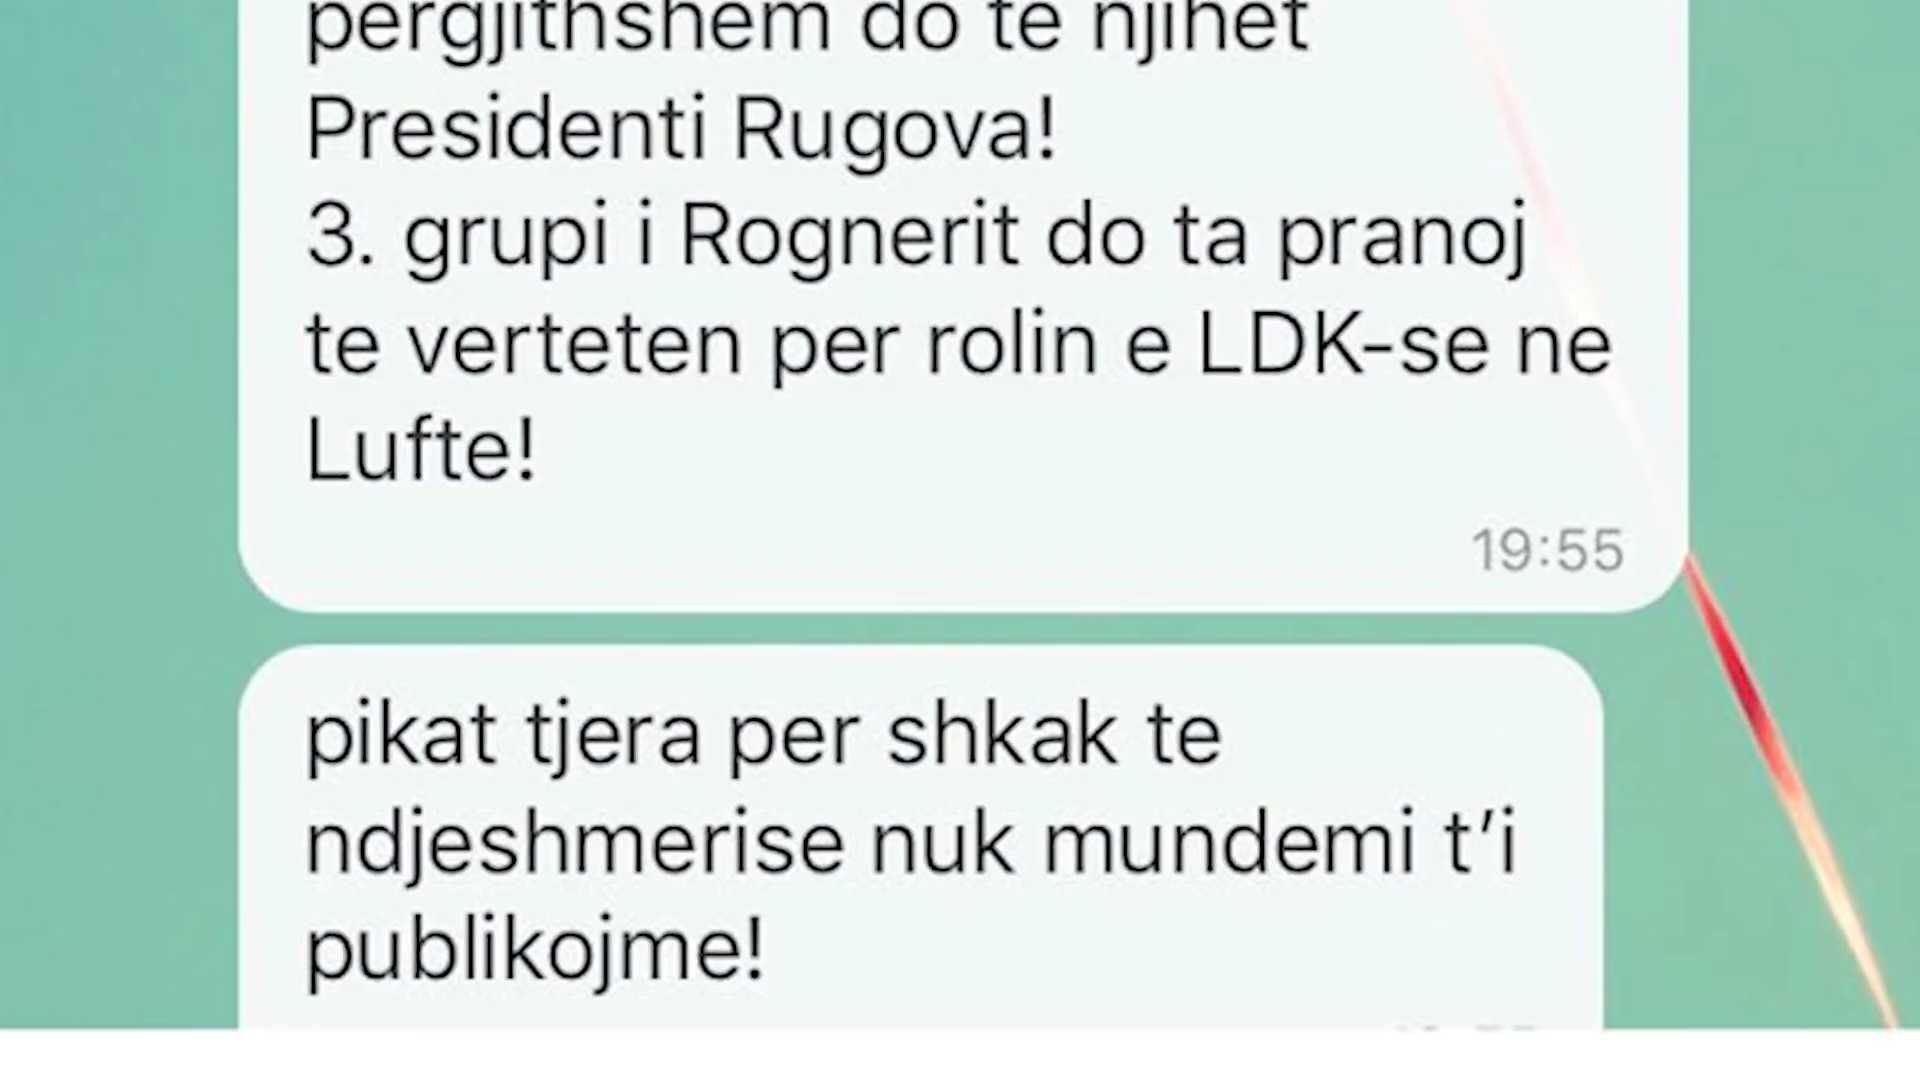 pergjithshem do te njihet
Presidenti Rugova!
3. grupi i Rognerit do ta pranoj
te verteten per rolin e LDK-se ne
Lufte!
19:55
pikat tjera per shkak te
ndjeshmerise nuk mundemi t’i
publikojme!